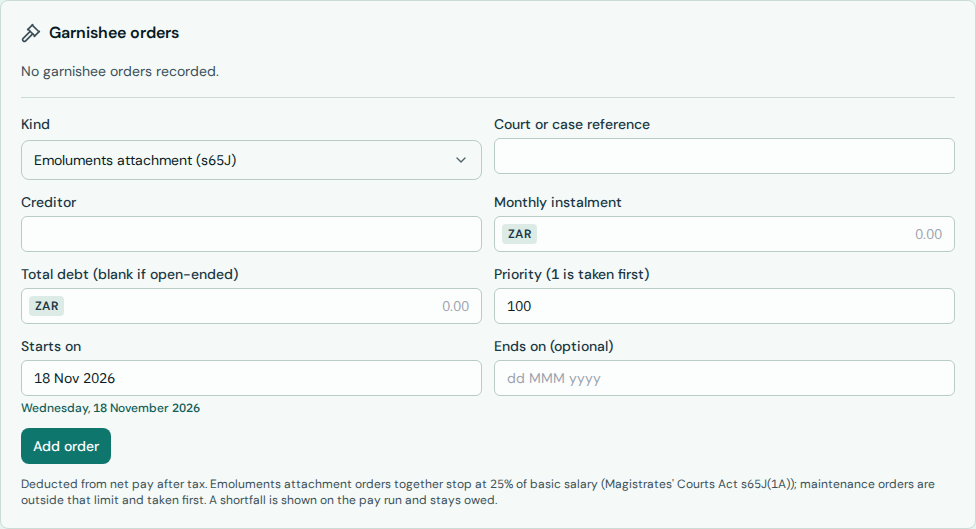 Garnishee orders
No garnishee orders recorded.
Kind
Court or case reference
Emoluments attachment (s65J)
Creditor
Monthly instalment
ZAR 0.00
Total debt (blank if open-ended)
Priority (1 is taken first)
ZAR 0.00
100
Starts on
Ends on (optional)
18 Nov 2026
dd MMM yyyy
Wednesday, 18 November 2026
Add order
Deducted from net pay after tax. Emoluments attachment orders together stop at 25% of basic salary (Magistrates' Courts Act s65J(1A)); maintenance orders are
outside that limit and taken first. A shortfall is shown on the pay run and stays owed.